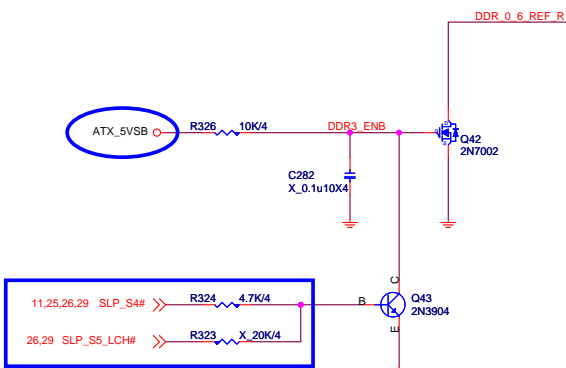 DDR_0_6_REF_R
ATX_5VSB
R326 10K/4
DDR3_ENB
Q42
2N7002
C282
X_0.1u10X4
C
11,25,26,29 SLP_S4#
R324 4.7K/4
B
Q43
2N3904
26,29 SLP_S5_LCH#
R323 X_20K/4
E